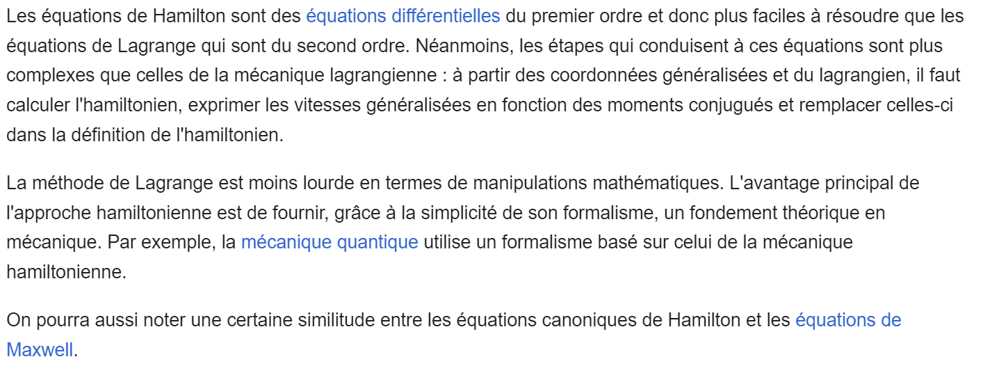 Les équations de Hamilton sont des équations différentielles du premier ordre et donc plus faciles à résoudre que les
équations de Lagrange qui sont du second ordre. Néanmoins, les étapes qui conduisent à ces équations sont plus
complexes que celles de la mécanique lagrangienne : à partir des coordonnées généralisées et du lagrangien, il faut
calculer l'hamiltonien, exprimer les vitesses généralisées en fonction des moments conjugués et remplacer celles-ci
dans la définition de l'hamiltonien.
La méthode de Lagrange est moins lourde en termes de manipulations mathématiques. L'avantage principal de
l'approche hamiltonienne est de fournir, grâce à la simplicité de son formalisme, un fondement théorique en
mécanique. Par exemple, la mécanique quantique utilise un formalisme basé sur celui de la mécanique
hamiltonienne.
On pourra aussi noter une certaine similitude entre les équations canoniques de Hamilton et les équations de
Maxwell.